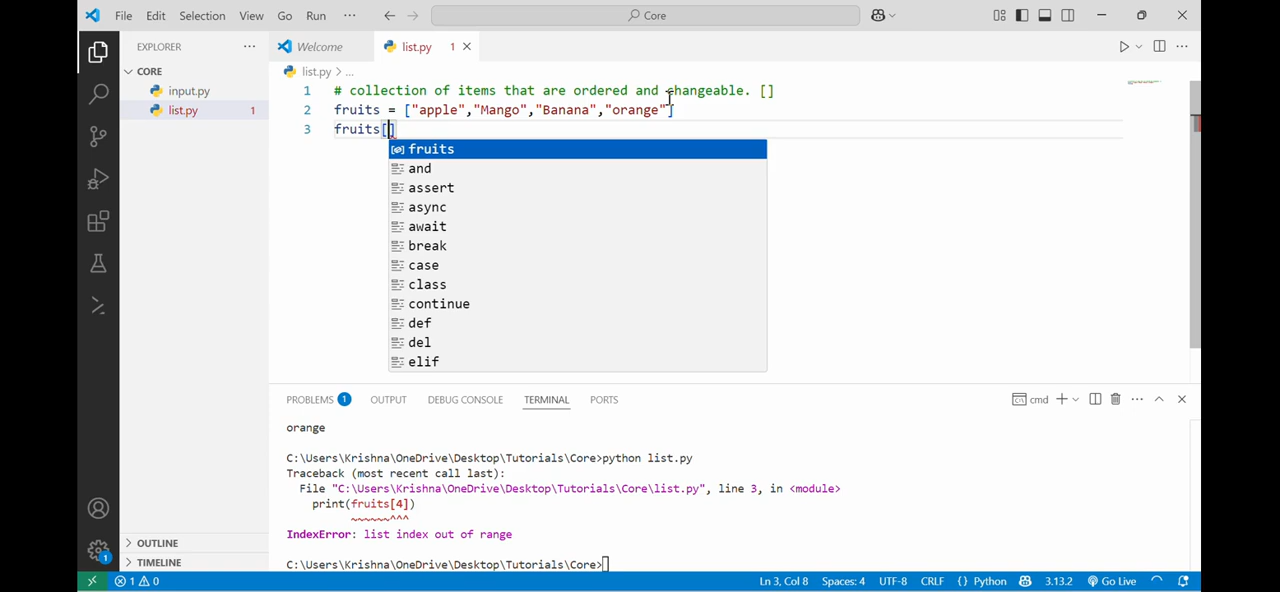 File Edit Selection View Go Run ··· Core
EXPLORER ···
Welcome list.py 1
CORE
input.py
list.py 1
list.py > ...
1 # collection of items that are ordered and changeable. []
2 fruits = ["apple","Mango","Banana","orange"]
3 fruits[]
fruits
and
assert
async
await
break
case
class
continue
def
del
elif
PROBLEMS 1 OUTPUT DEBUG CONSOLE TERMINAL PORTS cmd
orange
C:\Users\Krishna\OneDrive\Desktop\Tutorials\Core>python list.py
Traceback (most recent call last):
File "C:\Users\Krishna\OneDrive\Desktop\Tutorials\Core\list.py", line 3, in <module>
print(fruits[4])
~~~~~~^^^
IndexError: list index out of range
C:\Users\Krishna\OneDrive\Desktop\Tutorials\Core>
OUTLINE
TIMELINE
1
1 0 Ln 3, Col 8 Spaces: 4 UTF-8 CRLF {} Python 3.13.2 Go Live